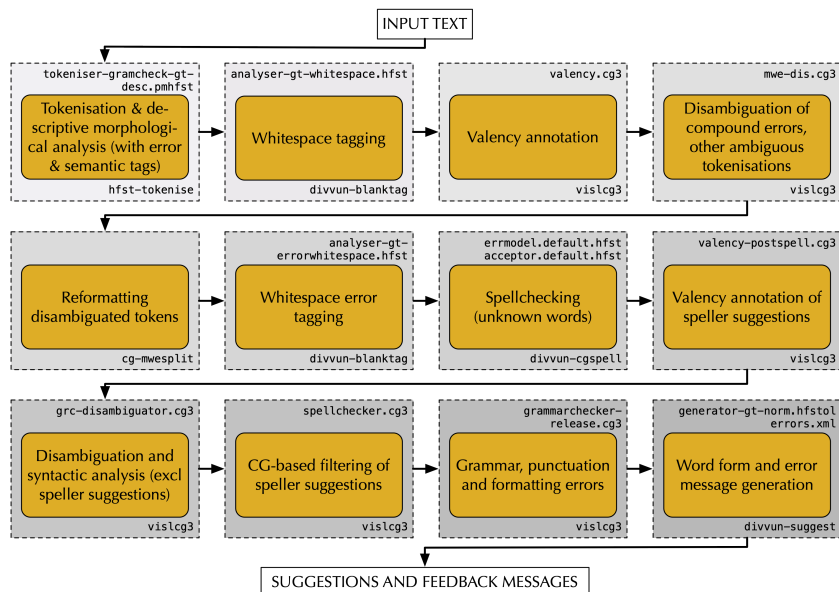 INPUT TEXT
tokeniser-gramcheck-gt-
desc.pmhfst
Tokenisation & de-
scriptive morphologi-
cal analysis (with error
& semantic tags)
hfst-tokenise
analyser-gt-whitespace.hfst
Whitespace tagging
divvun-blanktag
valency.cg3
Valency annotation
vislcg3
mwe-dis.cg3
Disambiguation of
compound errors,
other ambiguous
tokenisations
vislcg3
Reformatting
disambiguated tokens
cg-mwesplit
analyser-gt-
errorwhitespace.hfst
Whitespace error
tagging
divvun-blanktag
errmodel.default.hfst
acceptor.default.hfst
Spellchecking
(unknown words)
divvun-cgspell
valency-postspell.cg3
Valency annotation of
speller suggestions
vislcg3
grc-disambiguator.cg3
Disambiguation and
syntactic analysis (excl
speller suggestions)
vislcg3
spellchecker.cg3
CG-based filtering of
speller suggestions
vislcg3
grammarchecker-
release.cg3
Grammar, punctuation
and formatting errors
vislcg3
generator-gt-norm.hfstol
errors.xml
Word form and error
message generation
divvun-suggest
SUGGESTIONS AND FEEDBACK MESSAGES